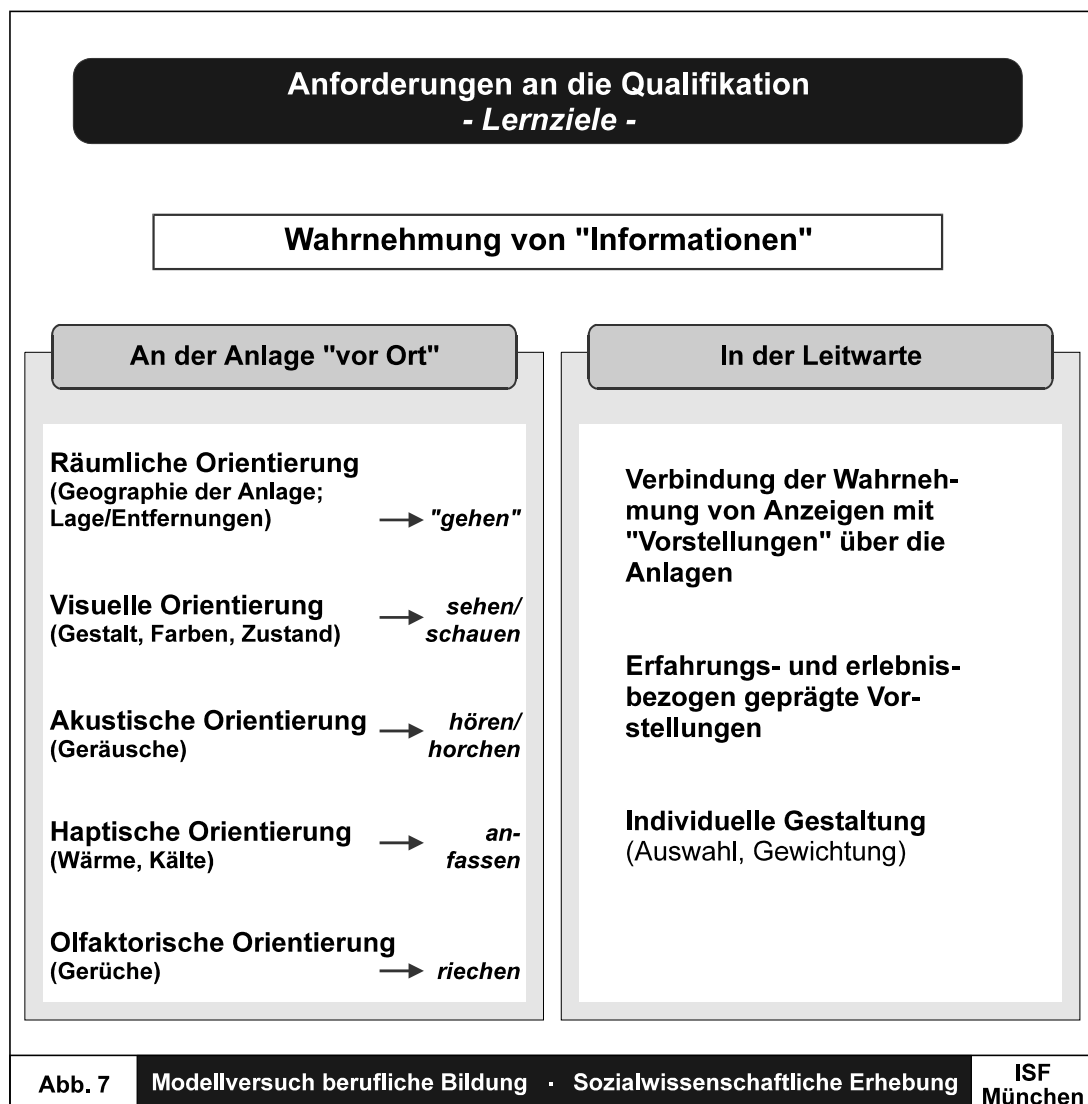 Anforderungen an die Qualifikation
- Lernziele -
Wahrnehmung von "Informationen"
An der Anlage "vor Ort"
Räumliche Orientierung
(Geographie der Anlage;
Lage/Entfernungen) → "gehen"
Visuelle Orientierung → sehen/
(Gestalt, Farben, Zustand) schauen
Akustische Orientierung → hören/
(Geräusche) horchen
Haptische Orientierung → an-
(Wärme, Kälte) fassen
Olfaktorische Orientierung
(Gerüche) → riechen
In der Leitwarte
Verbindung der Wahrneh-
mung von Anzeigen mit
"Vorstellungen" über die
Anlagen
Erfahrungs- und erlebnis-
bezogen geprägte Vor-
stellungen
Individuelle Gestaltung
(Auswahl, Gewichtung)
Abb. 7 Modellversuch berufliche Bildung · Sozialwissenschaftliche Erhebung ISF
München